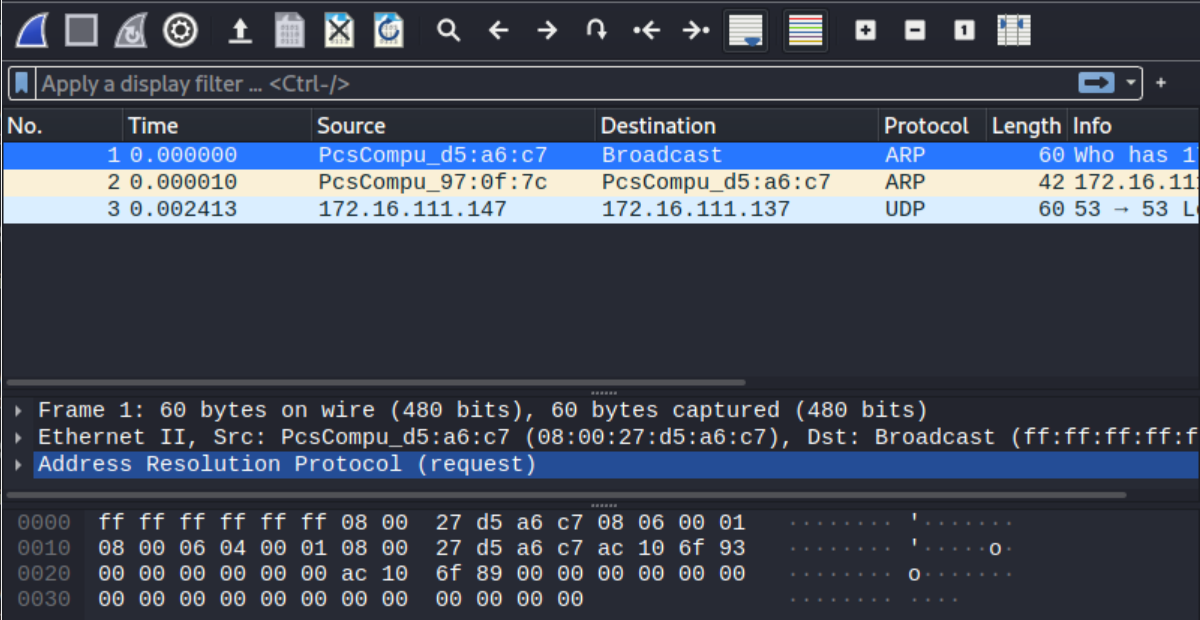 Apply a display filter ... <Ctrl-/>
No. Time Source Destination Protocol Length Info
1 0.000000 PcsCompu_d5:a6:c7 Broadcast ARP 60 Who has 1
2 0.000010 PcsCompu_97:0f:7c PcsCompu_d5:a6:c7 ARP 42 172.16.11
3 0.002413 172.16.111.147 172.16.111.137 UDP 60 53 → 53 L
Frame 1: 60 bytes on wire (480 bits), 60 bytes captured (480 bits)
Ethernet II, Src: PcsCompu_d5:a6:c7 (08:00:27:d5:a6:c7), Dst: Broadcast (ff:ff:ff:ff:f
Address Resolution Protocol (request)
0000 ff ff ff ff ff ff 08 00 27 d5 a6 c7 08 06 00 01 ········ '·······
0010 08 00 06 04 00 01 08 00 27 d5 a6 c7 ac 10 6f 93 ········ '·····o·
0020 00 00 00 00 00 00 ac 10 6f 89 00 00 00 00 00 00 ········ o·······
0030 00 00 00 00 00 00 00 00 00 00 00 00 ········ ····